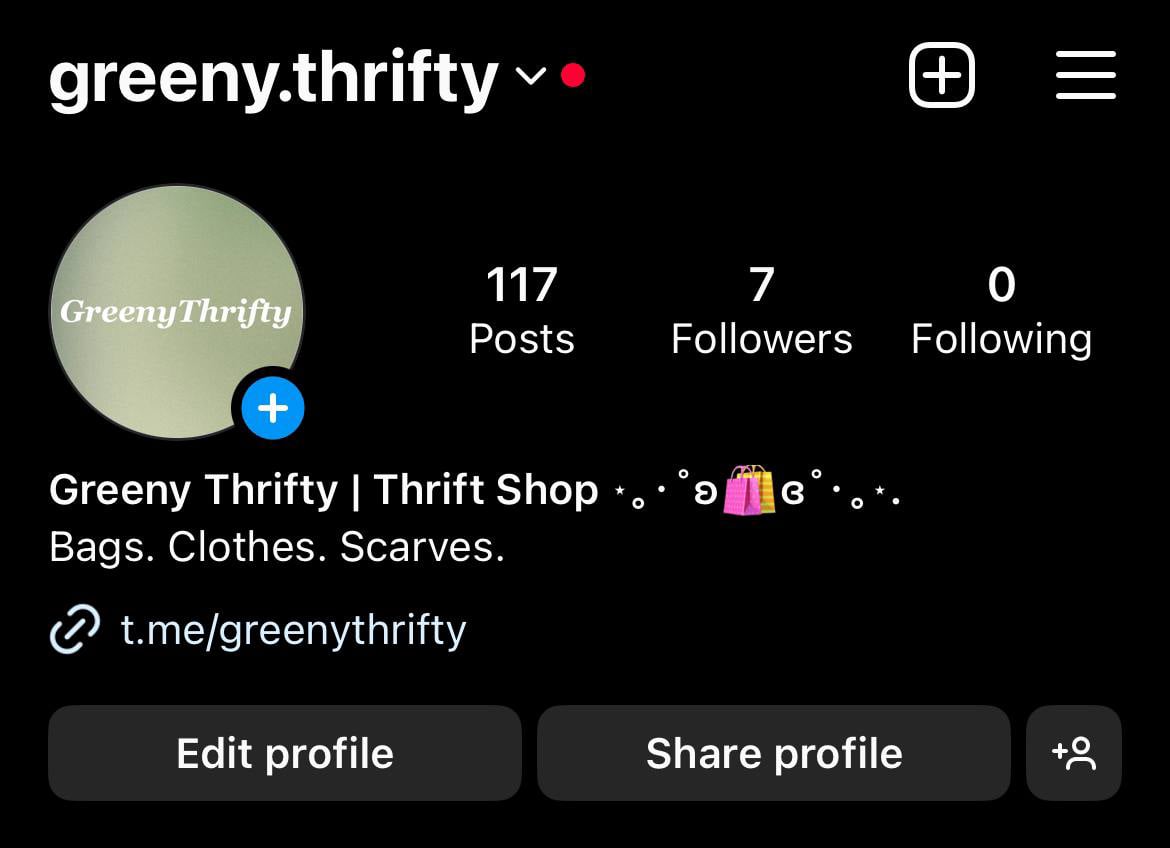 greeny.thrifty
GreenyThrifty
117 7 0
Posts Followers Following
Greeny Thrifty | Thrift Shop ⋆｡‧˚ʚ🛍️ɞ˚‧｡⋆.
Bags. Clothes. Scarves.
t.me/greenythrifty
Edit profile Share profile